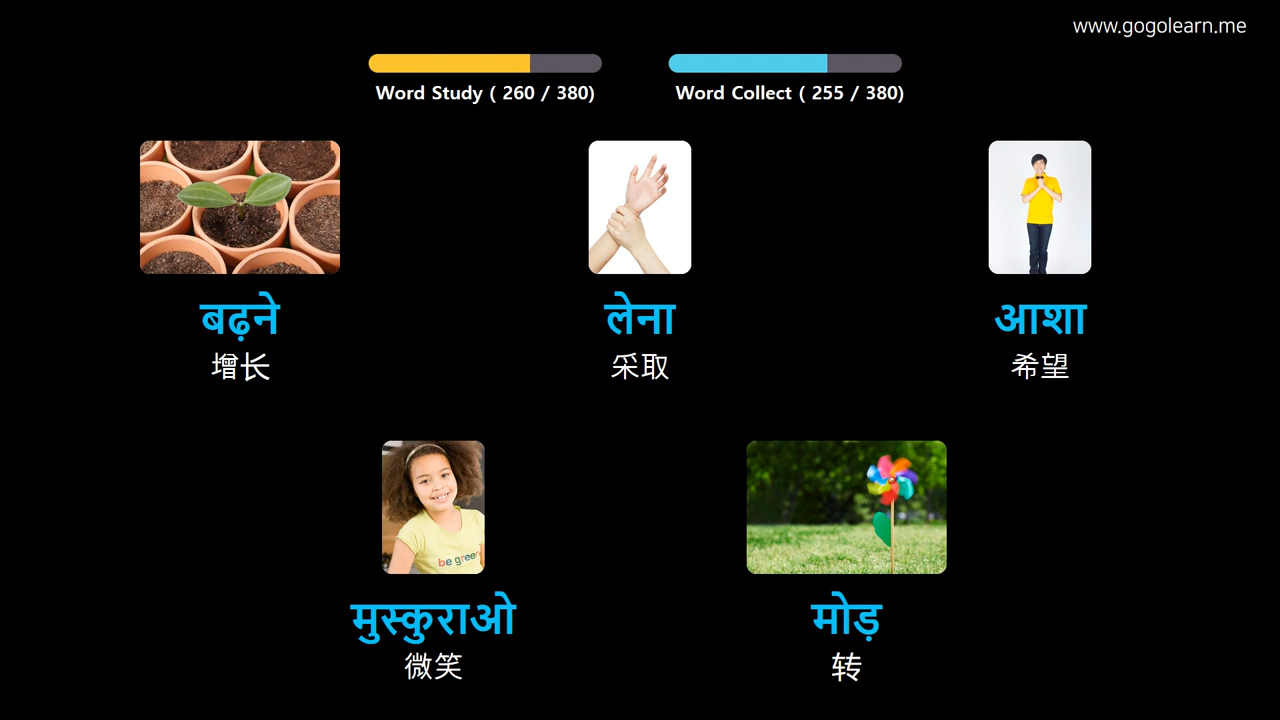 www.gogolearn.me
Word Study ( 260 / 380)
Word Collect ( 255 / 380)
बढ़ने
增长
लेना
采取
आशा
希望
be green
मुस्कुराओ
微笑
मोड़
转